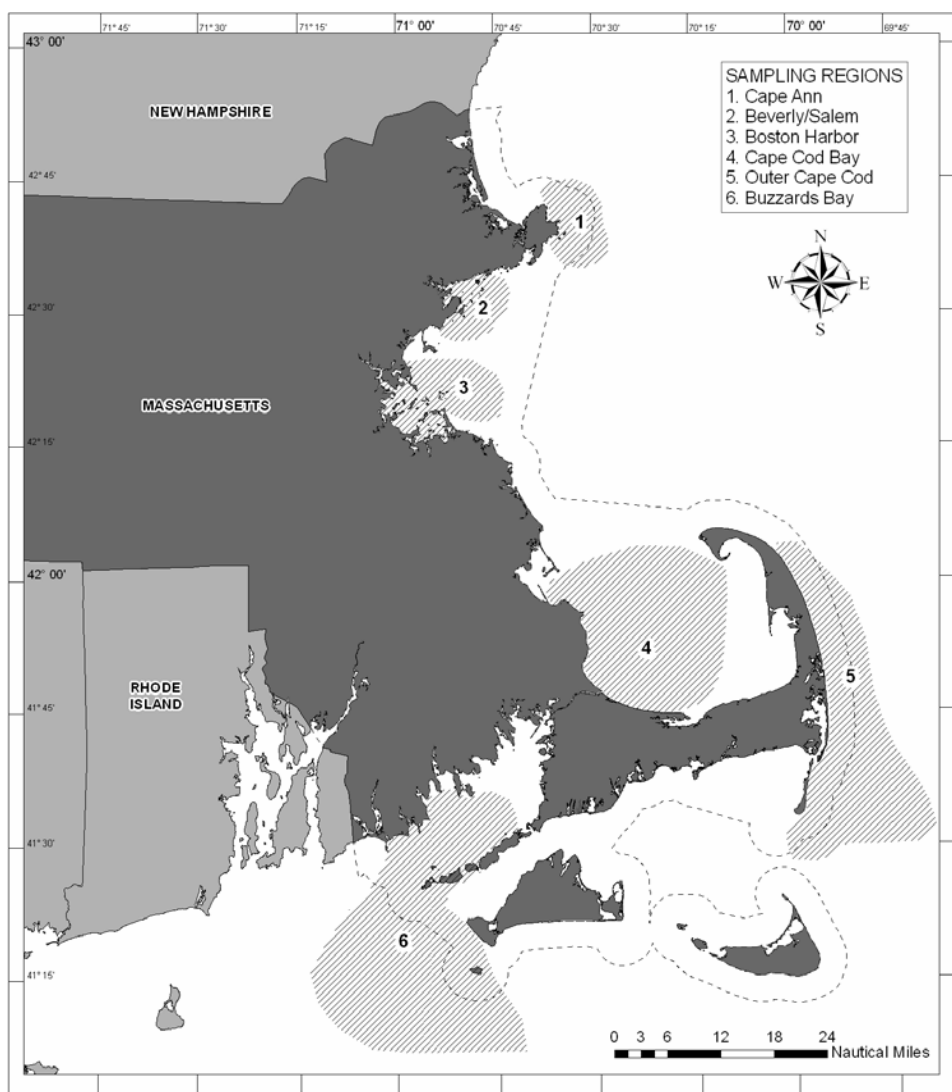 71° 45' 71° 30' 71° 15' 71° 00' 70° 45' 70° 30' 70° 15' 70° 00' 69° 45'
43° 00'
SAMPLING REGIONS
1. Cape Ann
2. Beverly/Salem
3. Boston Harbor
4. Cape Cod Bay
5. Outer Cape Cod
6. Buzzards Bay
NEW HAMPSHIRE
42° 45'
1
N
W E
S
42° 30'
2
3
MASSACHUSETTS
42° 15'
42° 00'
4
5
RHODE
ISLAND
41° 45'
41° 30'
6
41° 15'
0 3 6 12 18 24
Nautical Miles